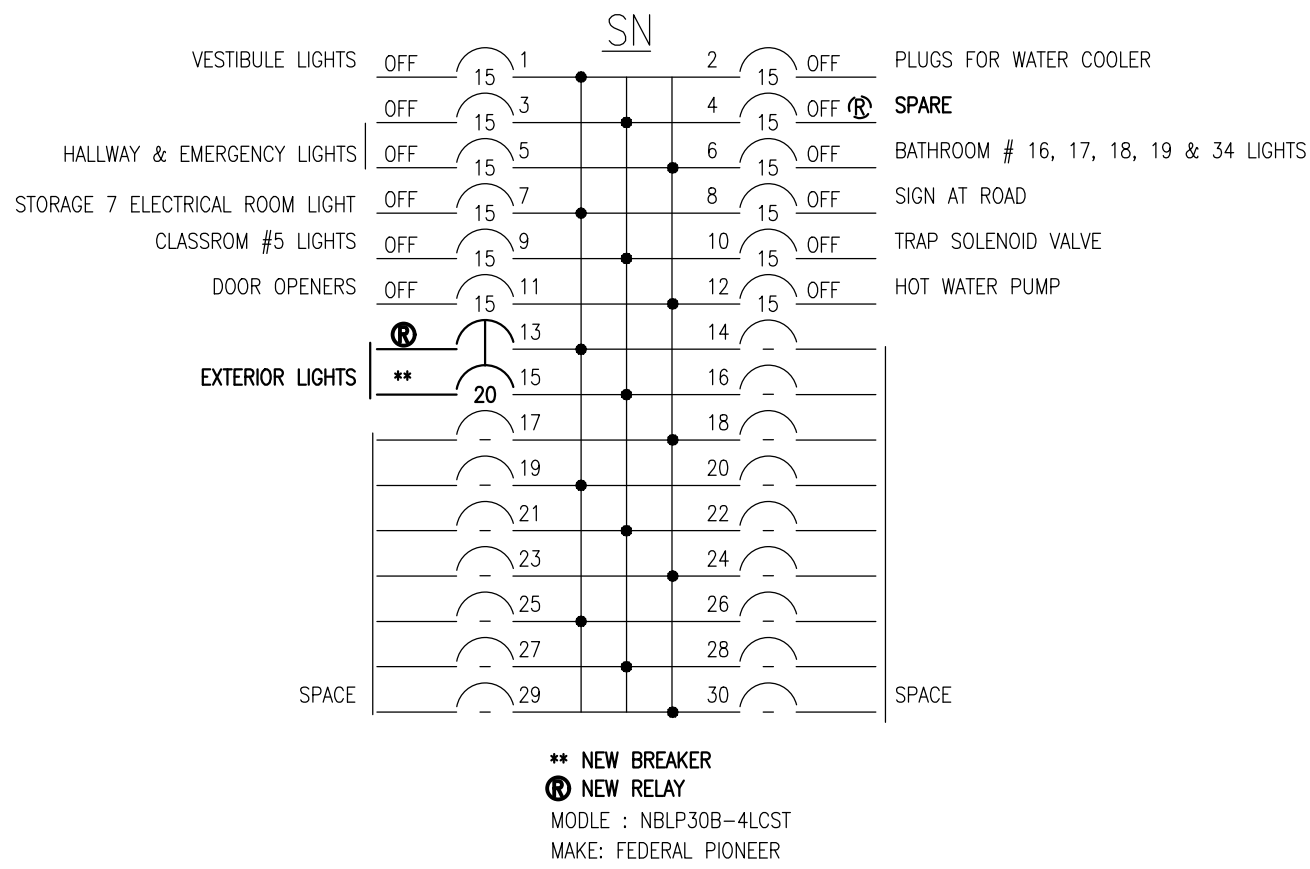 SN
VESTIBULE LIGHTS OFF 15 1 2 15 OFF PLUGS FOR WATER COOLER
OFF 15 3 4 15 OFF R SPARE
HALLWAY & EMERGENCY LIGHTS OFF 15 5 6 15 OFF BATHROOM # 16, 17, 18, 19 & 34 LIGHTS
STORAGE 7 ELECTRICAL ROOM LIGHT OFF 15 7 8 15 OFF SIGN AT ROAD
CLASSROM #5 LIGHTS OFF 15 9 10 15 OFF TRAP SOLENOID VALVE
DOOR OPENERS OFF 15 11 12 15 OFF HOT WATER PUMP
R 13 14 -
EXTERIOR LIGHTS ** 20 15 16 -
- 17 18 -
- 19 20 -
- 21 22 -
- 23 24 -
- 25 26 -
- 27 28 -
SPACE - 29 30 - SPACE
** NEW BREAKER
R NEW RELAY
MODLE : NBLP30B-4LCST
MAKE: FEDERAL PIONEER